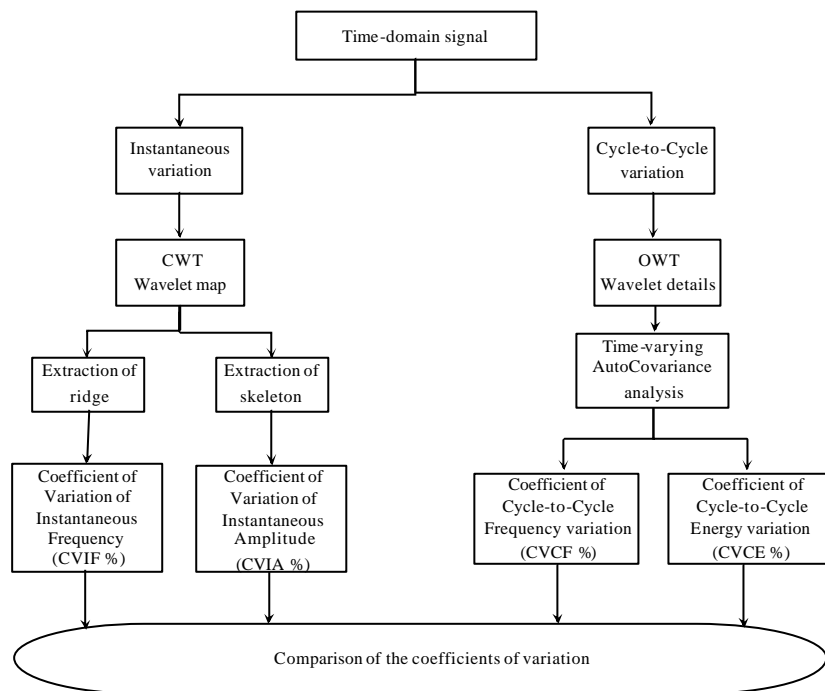 Time-domain signal
Instantaneous
variation
Cycle-to-Cycle
variation
CWT
Wavelet map
OWT
Wavelet details
Extraction of
ridge
Extraction of
skeleton
Time-varying
AutoCovariance
analysis
Coefficient of
Variation of
Instantaneous
Frequency
(CVIF %)
Coefficient of
Variation of
Instantaneous
Amplitude
(CVIA %)
Coefficient of
Cycle-to-Cycle
Frequency variation
(CVCF %)
Coefficient of
Cycle-to-Cycle
Energy variation
(CVCE %)
Comparison of the coefficients of variation